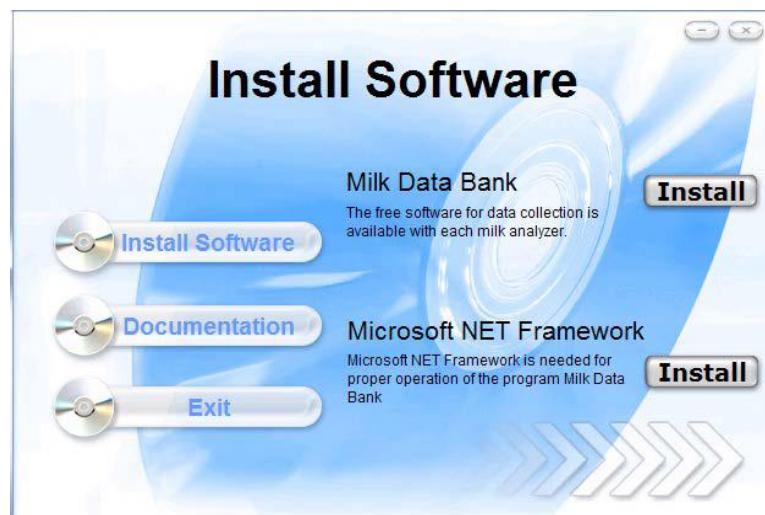 Install Software
Milk Data Bank
Install
The free software for data collection is
available with each milk analyzer.
Install Software
Documentation
Microsoft NET Framework
Microsoft NET Framework is needed for
proper operation of the program Milk Data
Bank
Install
Exit